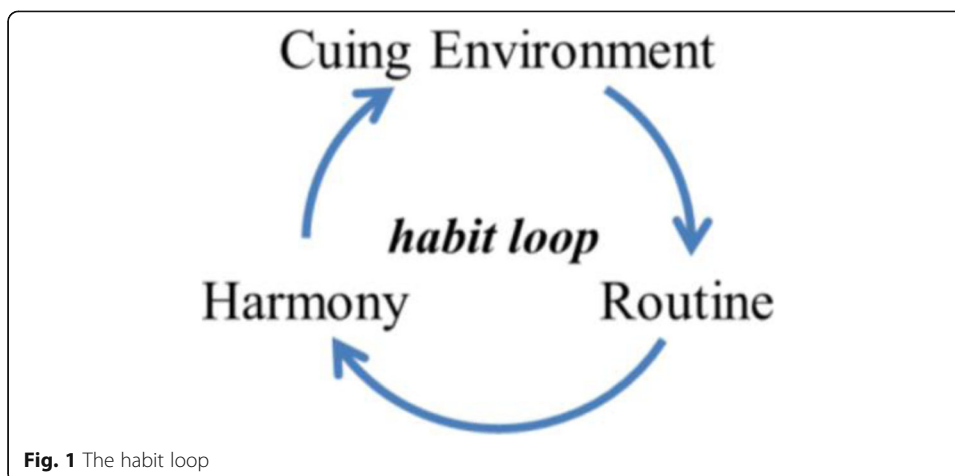 Cuing Environment
habit loop
Harmony
Routine
Fig. 1 The habit loop